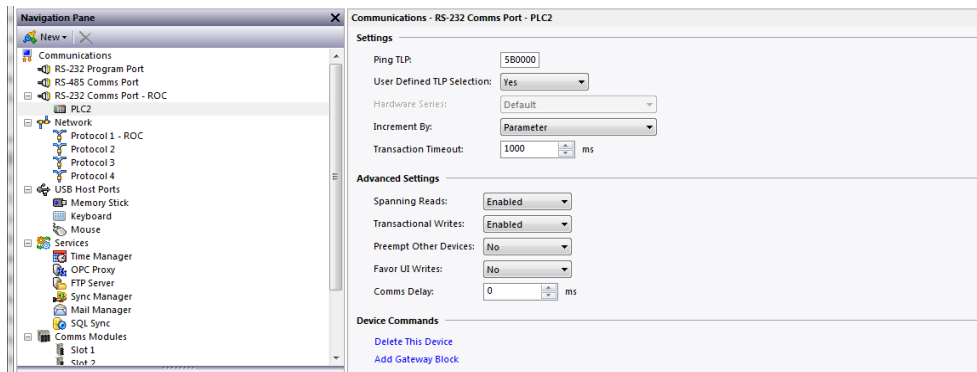 Navigation Pane
New
Communications
RS-232 Program Port
RS-485 Comms Port
RS-232 Comms Port - ROC
PLC2
Network
Protocol 1 - ROC
Protocol 2
Protocol 3
Protocol 4
USB Host Ports
Memory Stick
Keyboard
Mouse
Services
Time Manager
OPC Proxy
FTP Server
Sync Manager
Mail Manager
SQL Sync
Comms Modules
Slot 1
Slot 2
Communications - RS-232 Comms Port - PLC2
Settings
Ping TLP: 5B0000
User Defined TLP Selection: Yes
Hardware Series: Default
Increment By: Parameter
Transaction Timeout: 1000 ms
Advanced Settings
Spanning Reads: Enabled
Transactional Writes: Enabled
Preempt Other Devices: No
Favor UI Writes: No
Comms Delay: 0 ms
Device Commands
Delete This Device
Add Gateway Block